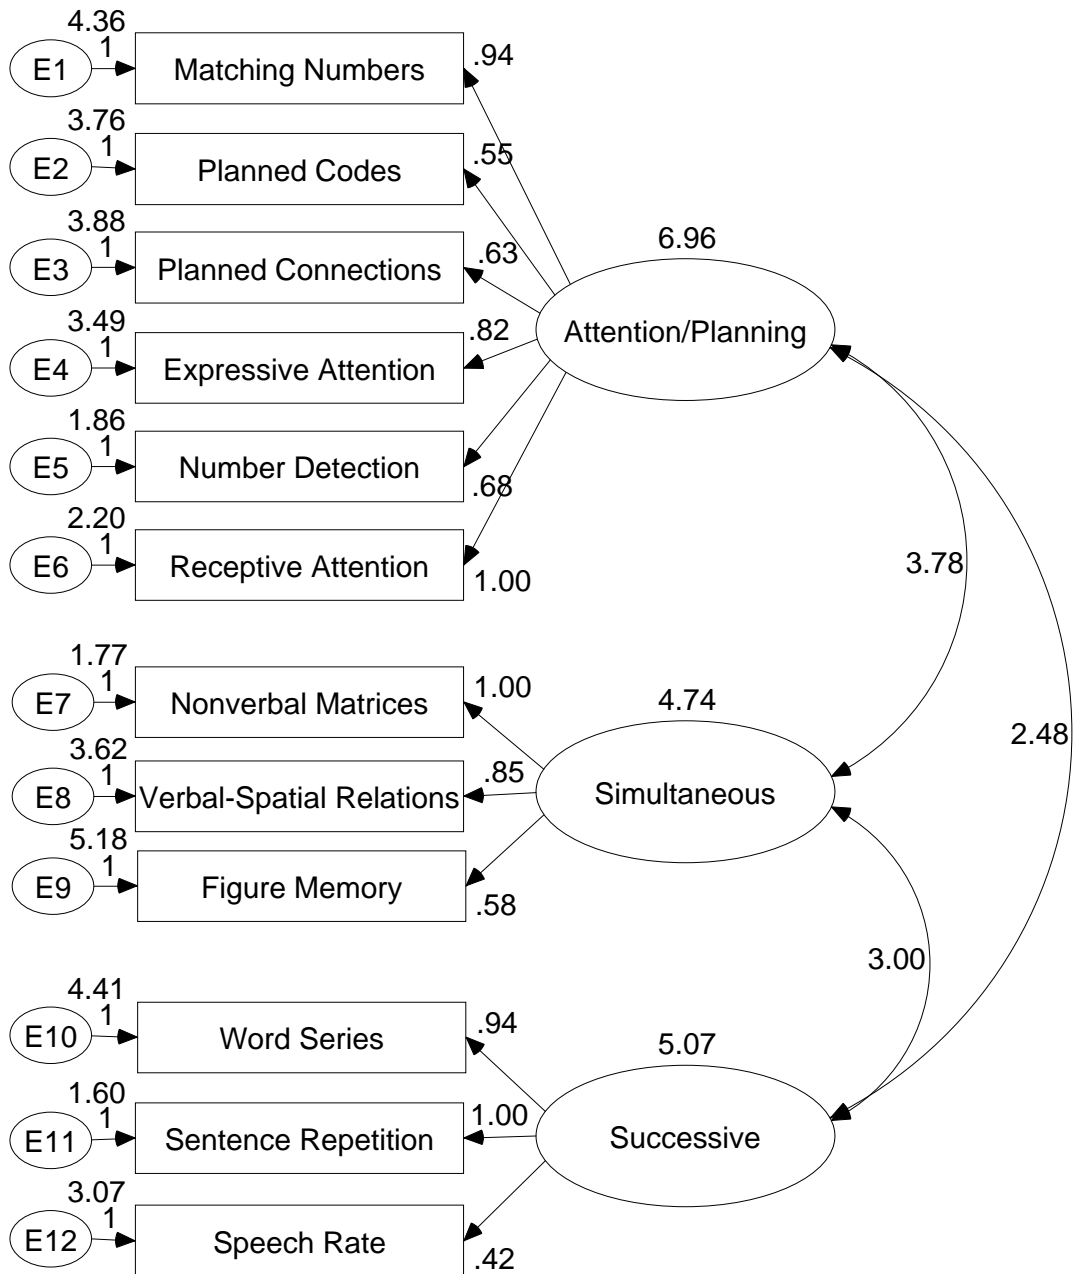 4.36
1
E1
Matching Numbers
.94
3.76
1
E2
Planned Codes
.55
3.88
1
E3
Planned Connections
.63
6.96
Attention/Planning
3.49
1
E4
Expressive Attention
.82
1.86
1
E5
Number Detection
.68
2.20
1
E6
Receptive Attention
1.00
3.78
1.77
1
E7
Nonverbal Matrices
1.00
4.74
Simultaneous
2.48
3.62
1
E8
Verbal-Spatial Relations
.85
5.18
1
E9
Figure Memory
.58
3.00
4.41
1
E10
Word Series
.94
5.07
Successive
1.60
1
E11
Sentence Repetition
1.00
3.07
1
E12
Speech Rate
.42